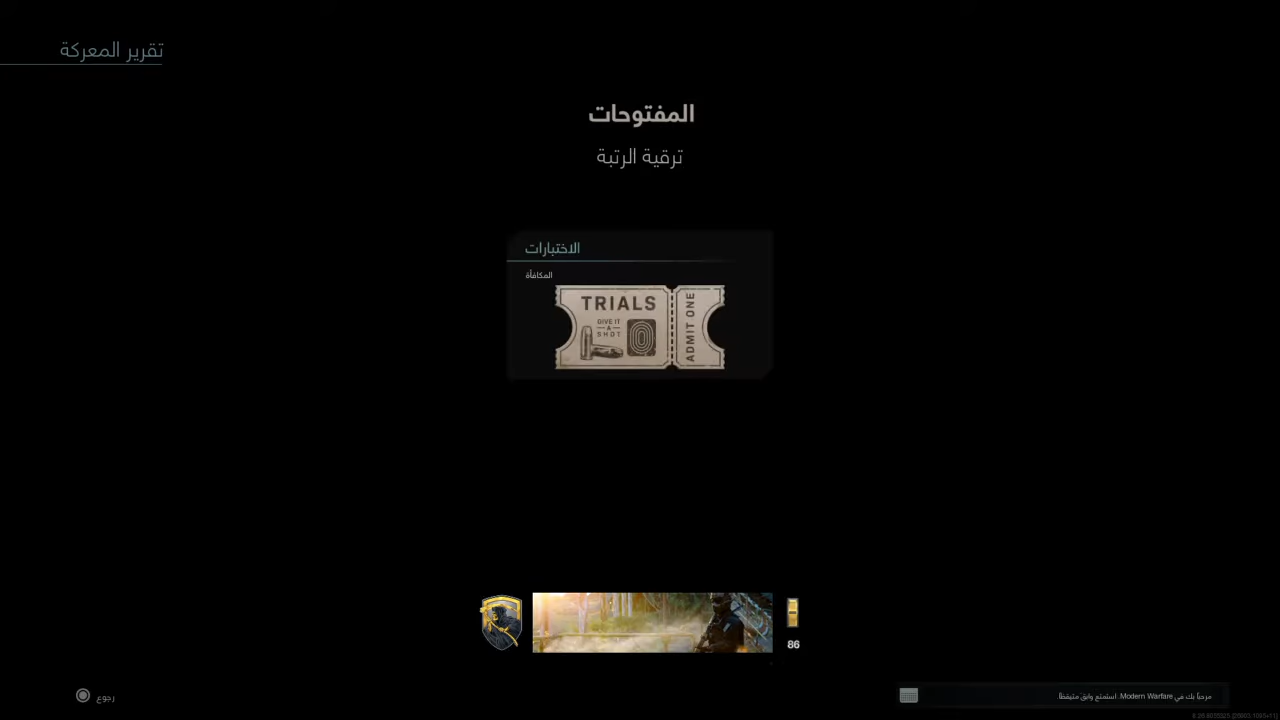 تقرير المعركة
المفتوحات
ترقية الرتبة
الاختبارات
المكافأة
TRIALS
GIVE IT
A
SHOT
ADMIT ONE
86
رجوع
مرحباً بك في Modern Warfare. استمتع وابقَ متيقظاً.